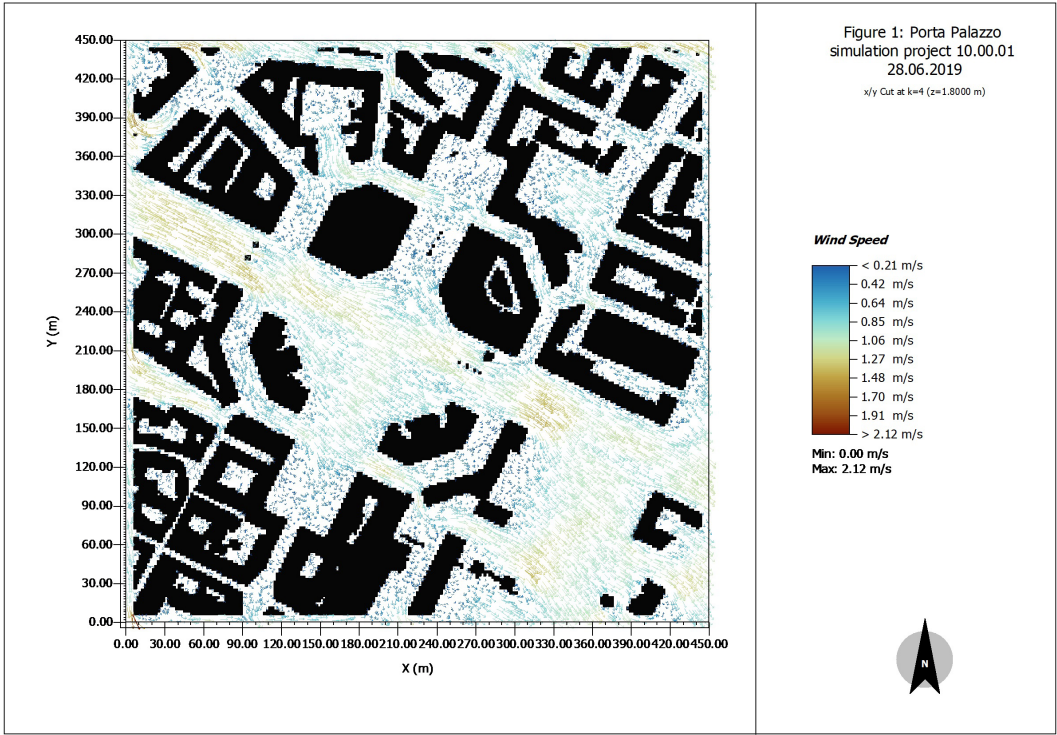 Figure 1: Porta Palazzo
simulation project 10.00.01
28.06.2019
x/y Cut at k=4 (z=1.8000 m)
450.00
420.00
390.00
360.00
330.00
300.00
270.00
240.00
210.00
180.00
150.00
120.00
90.00
60.00
30.00
0.00
Y (m)
0.00 30.00 60.00 90.00 120.00 150.00 180.00 210.00 240.00 270.00 300.00 330.00 360.00 390.00 420.00 450.00
X (m)
Wind Speed
< 0.21 m/s
0.42 m/s
0.64 m/s
0.85 m/s
1.06 m/s
1.27 m/s
1.48 m/s
1.70 m/s
1.91 m/s
> 2.12 m/s
Min: 0.00 m/s
Max: 2.12 m/s
N